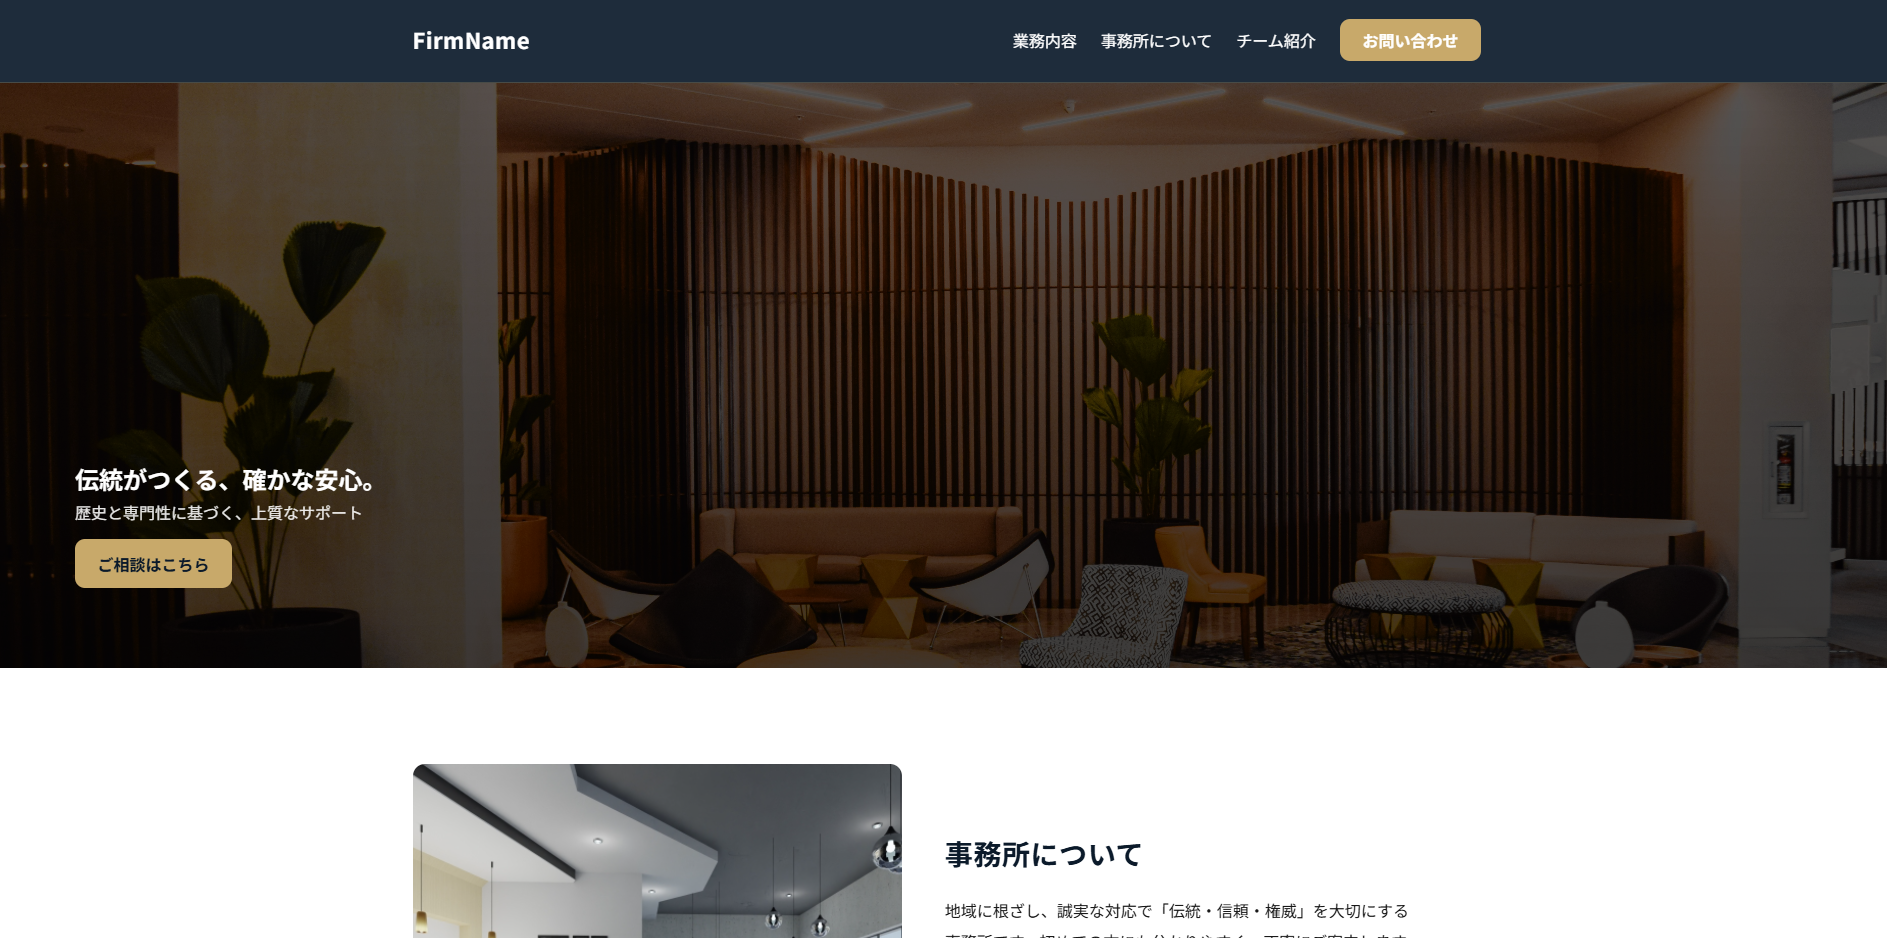 FirmName
業務内容
事務所について
チーム紹介
お問い合わせ
伝統がつくる、確かな安心。
歴史と専門性に基づく、上質なサポート
ご相談はこちら
事務所について
地域に根ざし、誠実な対応で「伝統・信頼・権威」を大切にする